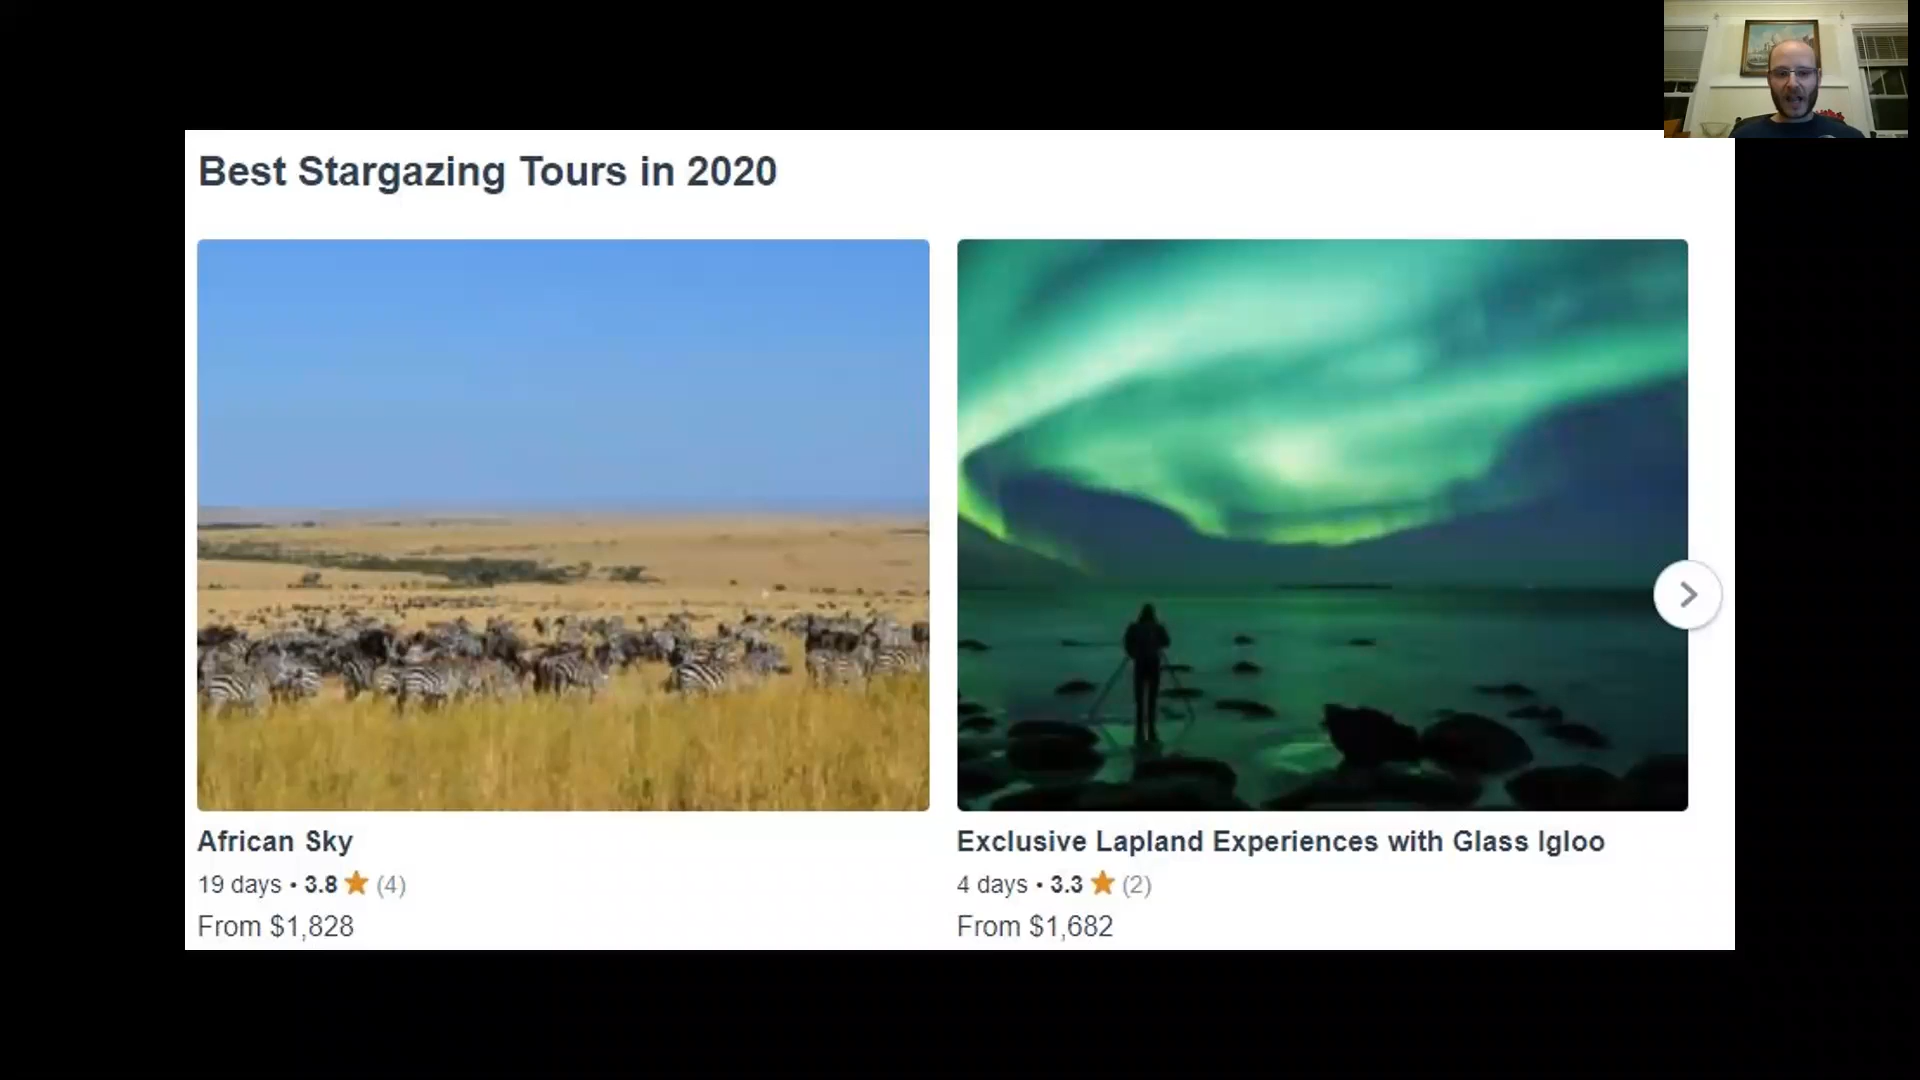 Best Stargazing Tours in 2020
African Sky
19 days • 3.8 ★ (4)
From $1,828
Exclusive Lapland Experiences with Glass Igloo
4 days • 3.3 ★ (2)
From $1,682